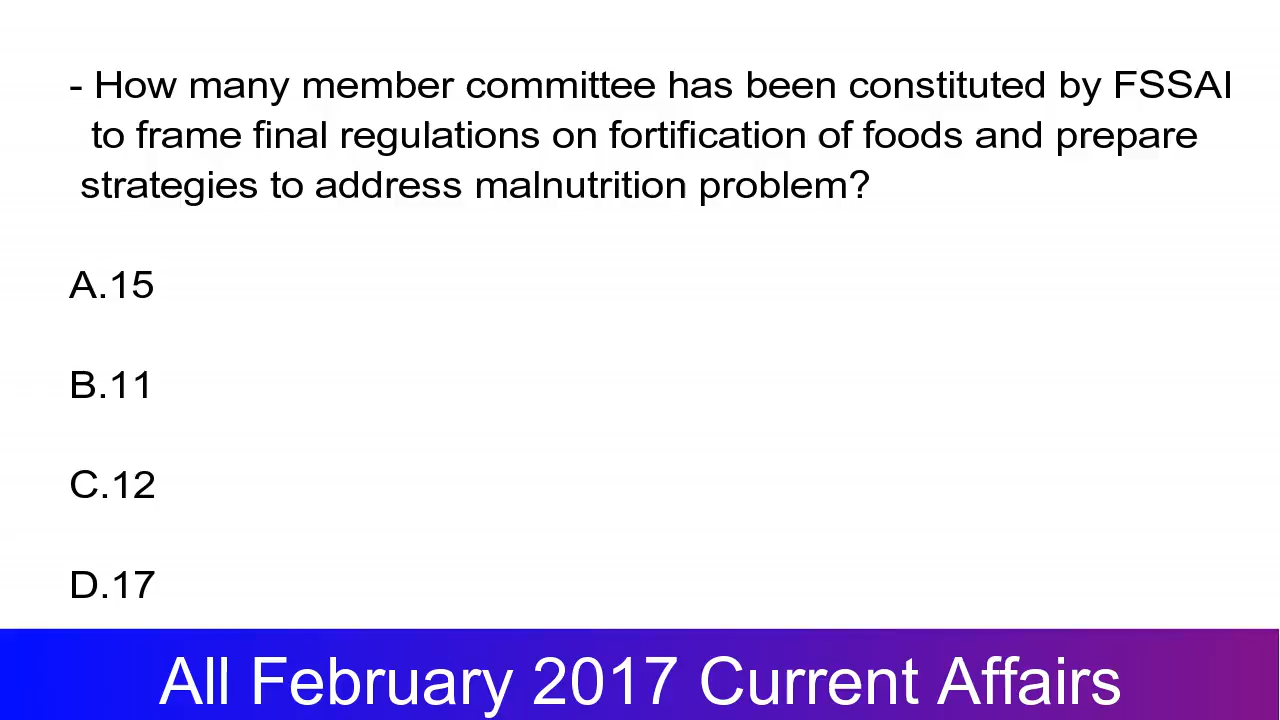 - How many member committee has been constituted by FSSAI
to frame final regulations on fortification of foods and prepare
strategies to address malnutrition problem?
A.15
B.11
C.12
D.17
All February 2017 Current Affairs